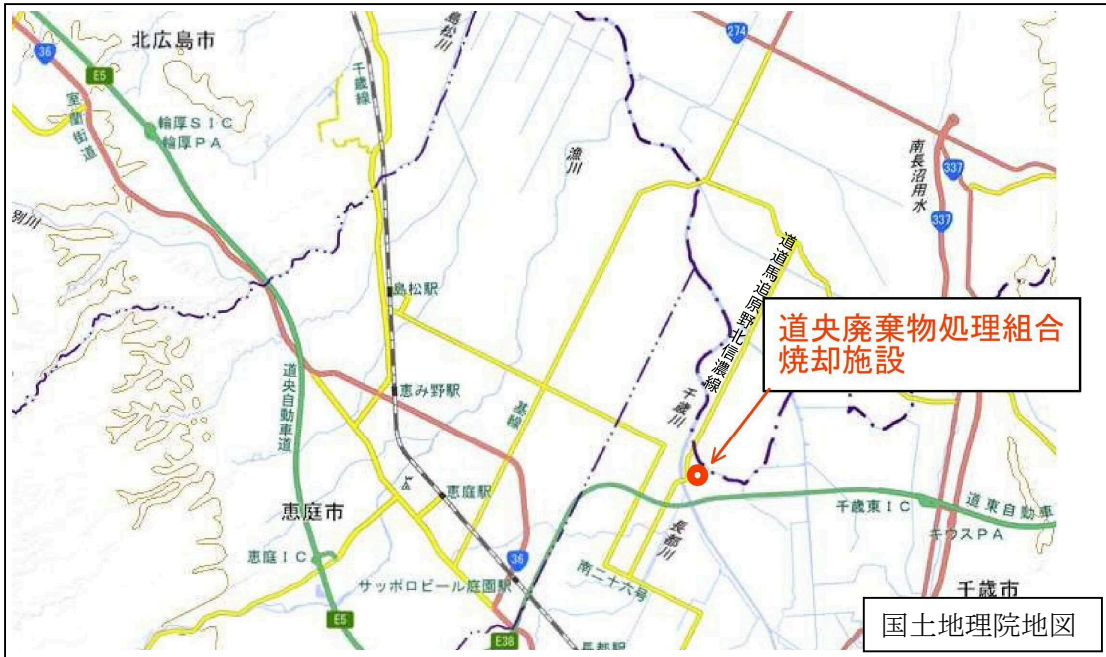 北広島市
島松川
274
36
E5
千歳線
室蘭街道
輪厚SIC
輪厚PA
漁川
南長沼用水
337
337
別川
道道馬追原野北信濃線
島松駅
道央廃棄物処理組合
焼却施設
道央自動車道
恵み野駅
基線
千歳川
恵庭駅
恵庭市
千歳東IC
道東自動車
キウスPA
長都川
恵庭IC
36
サッポロビール庭園駅
南二十六号
千歳市
E5
E38
長都駅
国土地理院地図